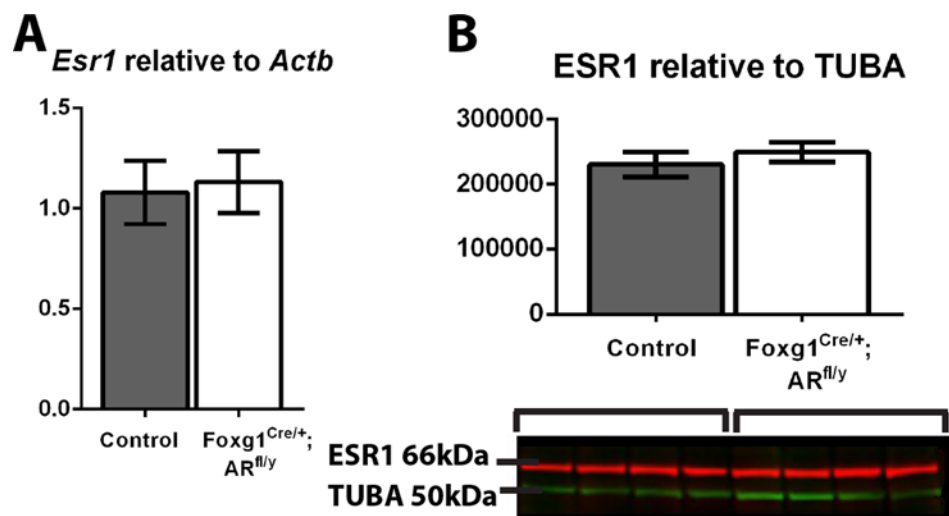 A
Esr1 relative to Actb
1.5
1.0
0.5
0.0
Control
Foxg1Cre/+;
ARfl/y
B
ESR1 relative to TUBA
300000
200000
100000
0
Control
Foxg1Cre/+;
ARfl/y
ESR1 66kDa
TUBA 50kDa